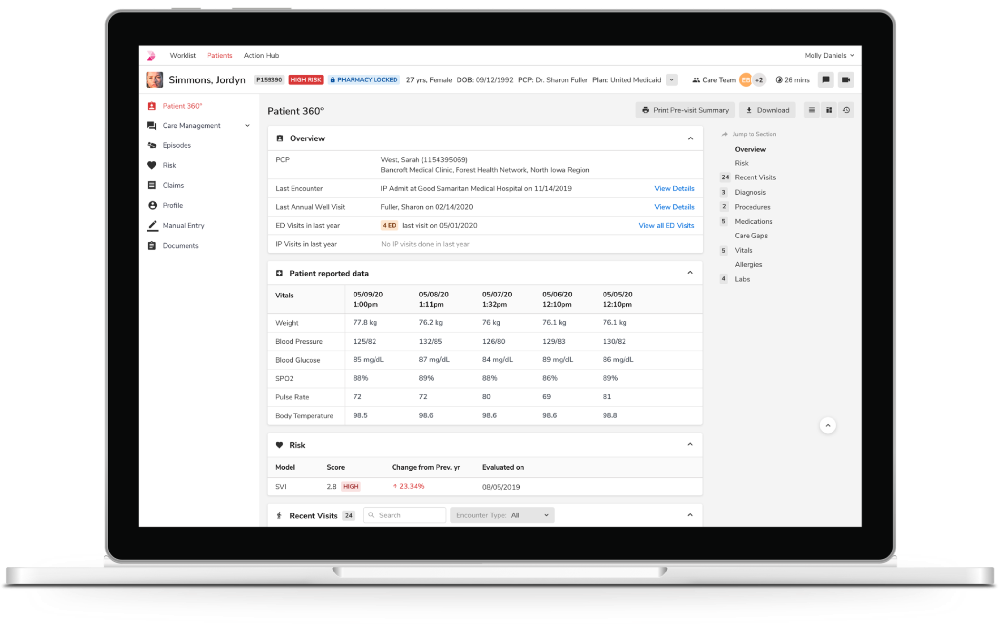 Worklist Patients Action Hub Molly Daniels
Simmons, Jordyn P159390 HIGH RISK PHARMACY LOCKED 27 yrs, Female DOB: 09/12/1992 PCP: Dr. Sharon Fuller Plan: United Medicaid Care Team EB +2 26 mins
Patient 360°
Care Management
Episodes
Risk
Claims
Profile
Manual Entry
Documents
Patient 360° Print Pre-visit Summary Download
Overview
PCP West, Sarah (1154395069)
Bancroft Medical Clinic, Forest Health Network, North Iowa Region
Last Encounter IP Admit at Good Samaritan Medical Hospital on 11/14/2019 View Details
Last Annual Well Visit Fuller, Sharon on 02/14/2020 View Details
ED Visits in last year 4 ED last visit on 05/01/2020 View all ED Visits
IP Visits in last year No IP visits done in last year
Patient reported data
Vitals 05/09/20 05/08/20 05/07/20 05/06/20 05/05/20
1:00pm 1:11pm 1:32pm 12:10pm 12:10pm
Weight 77.8 kg 76.2 kg 76 kg 76.1 kg 76.1 kg
Blood Pressure 125/82 132/85 126/80 129/83 130/82
Blood Glucose 85 mg/dL 87 mg/dL 84 mg/dL 89 mg/dL 86 mg/dL
SPO2 88% 89% 88% 86% 89%
Pulse Rate 72 72 80 69 81
Body Temperature 98.5 98.6 98.6 98.6 98.8
Risk
Model Score Change from Prev. yr Evaluated on
SVI 2.8 HIGH ↑ 23.34% 08/05/2019
Recent Visits 24 Search Encounter Type: All
Jump to Section
Overview
Risk
24 Recent Visits
3 Diagnosis
2 Procedures
5 Medications
Care Gaps
5 Vitals
Allergies
4 Labs